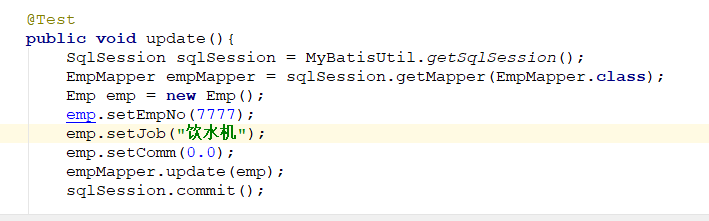 @Test
public void update(){
SqlSession sqlSession = MyBatisUtil.getSqlSession();
EmpMapper empMapper = sqlSession.getMapper(EmpMapper.class);
Emp emp = new Emp();
emp.setEmpNo(7777);
emp.setJob("饮水机");
emp.setComm(0.0);
empMapper.update(emp);
sqlSession.commit();